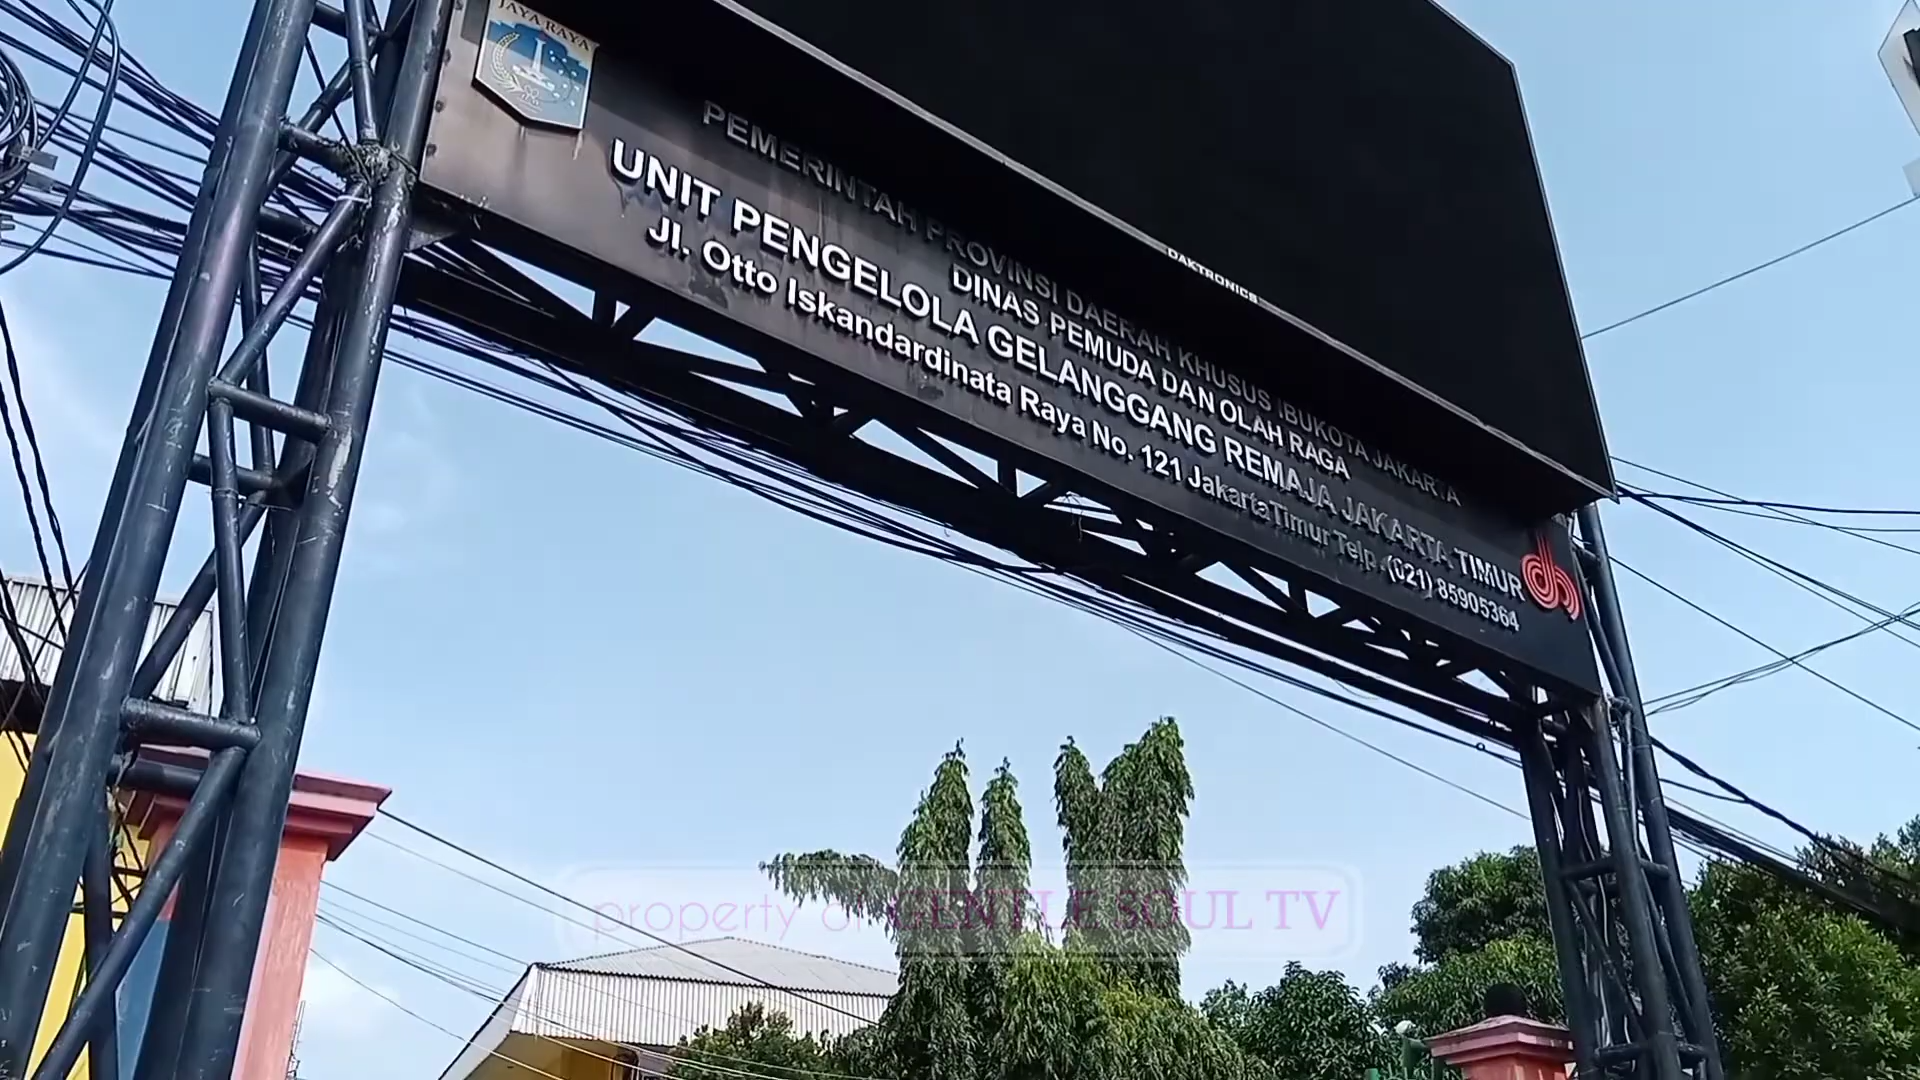 JAYA RAYA
PEMERINTAH PROVINSI DAERAH KHUSUS IBUKOTA JAKARTA
DINAS PEMUDA DAN OLAH RAGA
UNIT PENGELOLA GELANGGANG REMAJA JAKARTA TIMUR
Jl. Otto Iskandardinata Raya No. 121 JakartaTimur Telp. (021) 85905364
DAKTRONICS
property of GENTLE SOUL TV